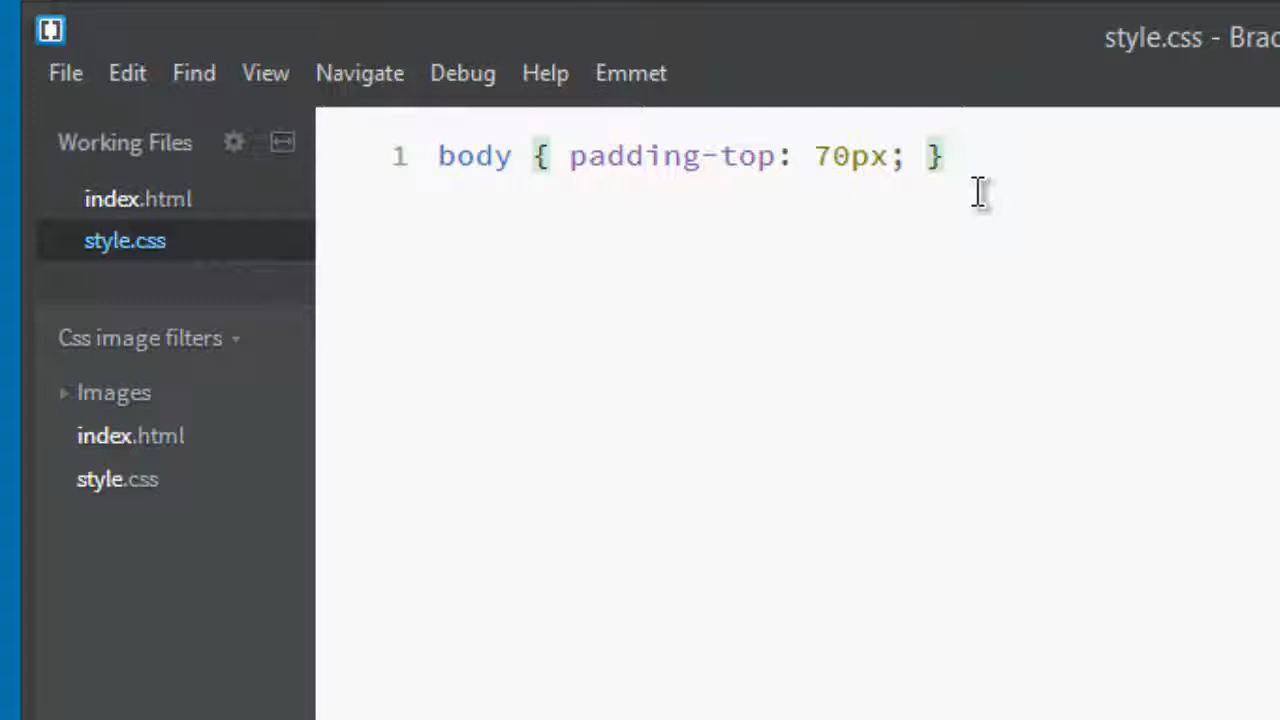 style.css - Brac
File Edit Find View Navigate Debug Help Emmet
Working Files
index.html
style.css
Css image filters
Images
index.html
style.css
1 body { padding-top: 70px; }